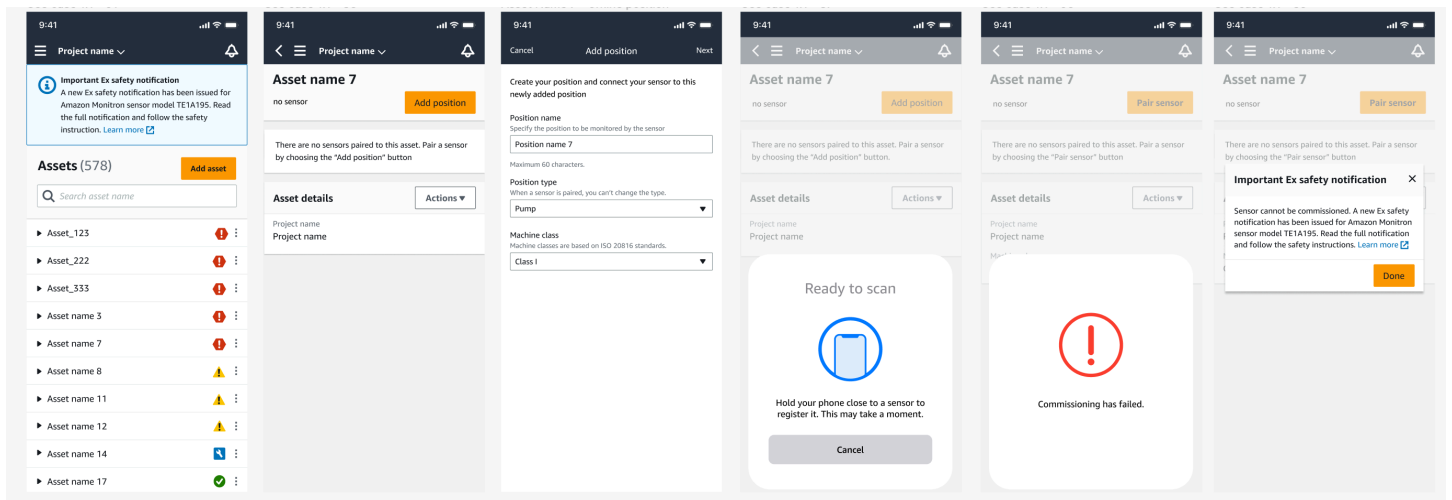 9:41
Project name
Important Ex safety notification
A new Ex safety notification has been issued for
Amazon Monitron sensor model TE1A195. Read
the full notification and follow the safety
instruction. Learn more
Assets (578)
Add asset
Search asset name
Asset_123
Asset_222
Asset_333
Asset name 3
Asset name 7
Asset name 8
Asset name 11
Asset name 12
Asset name 14
Asset name 17
9:41
Project name
Asset name 7
no sensor
Add position
There are no sensors paired to this asset. Pair a sensor
by choosing the "Add position" button
Asset details
Actions
Project name
Project name
9:41
Cancel
Add position
Next
Create your position and connect your sensor to this
newly added position
Position name
Specify the position to be monitored by the sensor
Position name 7
Maximum 60 characters.
Position type
When a sensor is paired, you can't change the type.
Pump
Machine class
Machine classes are based on ISO 20816 standards.
Class I
9:41
Project name
Asset name 7
no sensor
Add position
There are no sensors paired to this asset. Pair a sensor
by choosing the "Add position" button.
Asset details
Actions
Project name
Project name
Ready to scan
Hold your phone close to a sensor to
register it. This may take a moment.
Cancel
9:41
Project name
Asset name 7
no sensor
Pair sensor
There are no sensors paired to this asset. Pair a sensor
by choosing the "Pair sensor" button
Asset details
Actions
Project name
Project name
Commissioning has failed.
9:41
Project name
Asset name 7
no sensor
Pair sensor
There are no sensors paired to this asset. Pair a sensor
by choosing the "Pair sensor" button
Important Ex safety notification
Sensor cannot be commissioned. A new Ex safety
notification has been issued for Amazon Monitron
sensor model TE1A195. Read the full notification
and follow the safety instructions. Learn more
Done